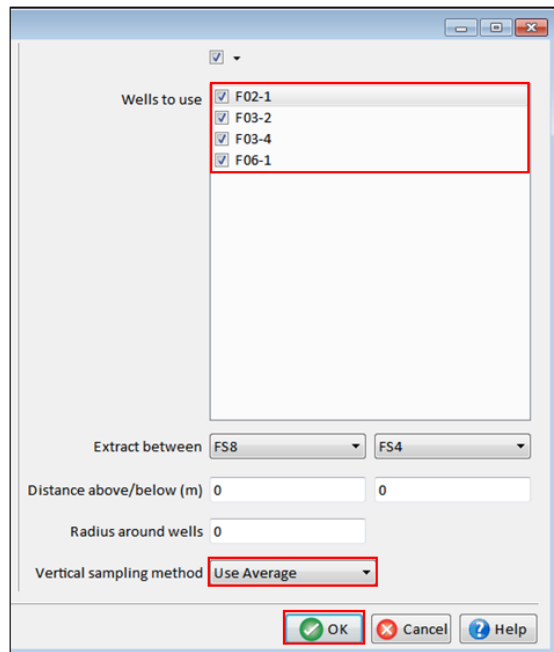 Wells to use
F02-1
F03-2
F03-4
F06-1
Extract between FS8 FS4
Distance above/below (m) 0 0
Radius around wells 0
Vertical sampling method Use Average
OK Cancel Help